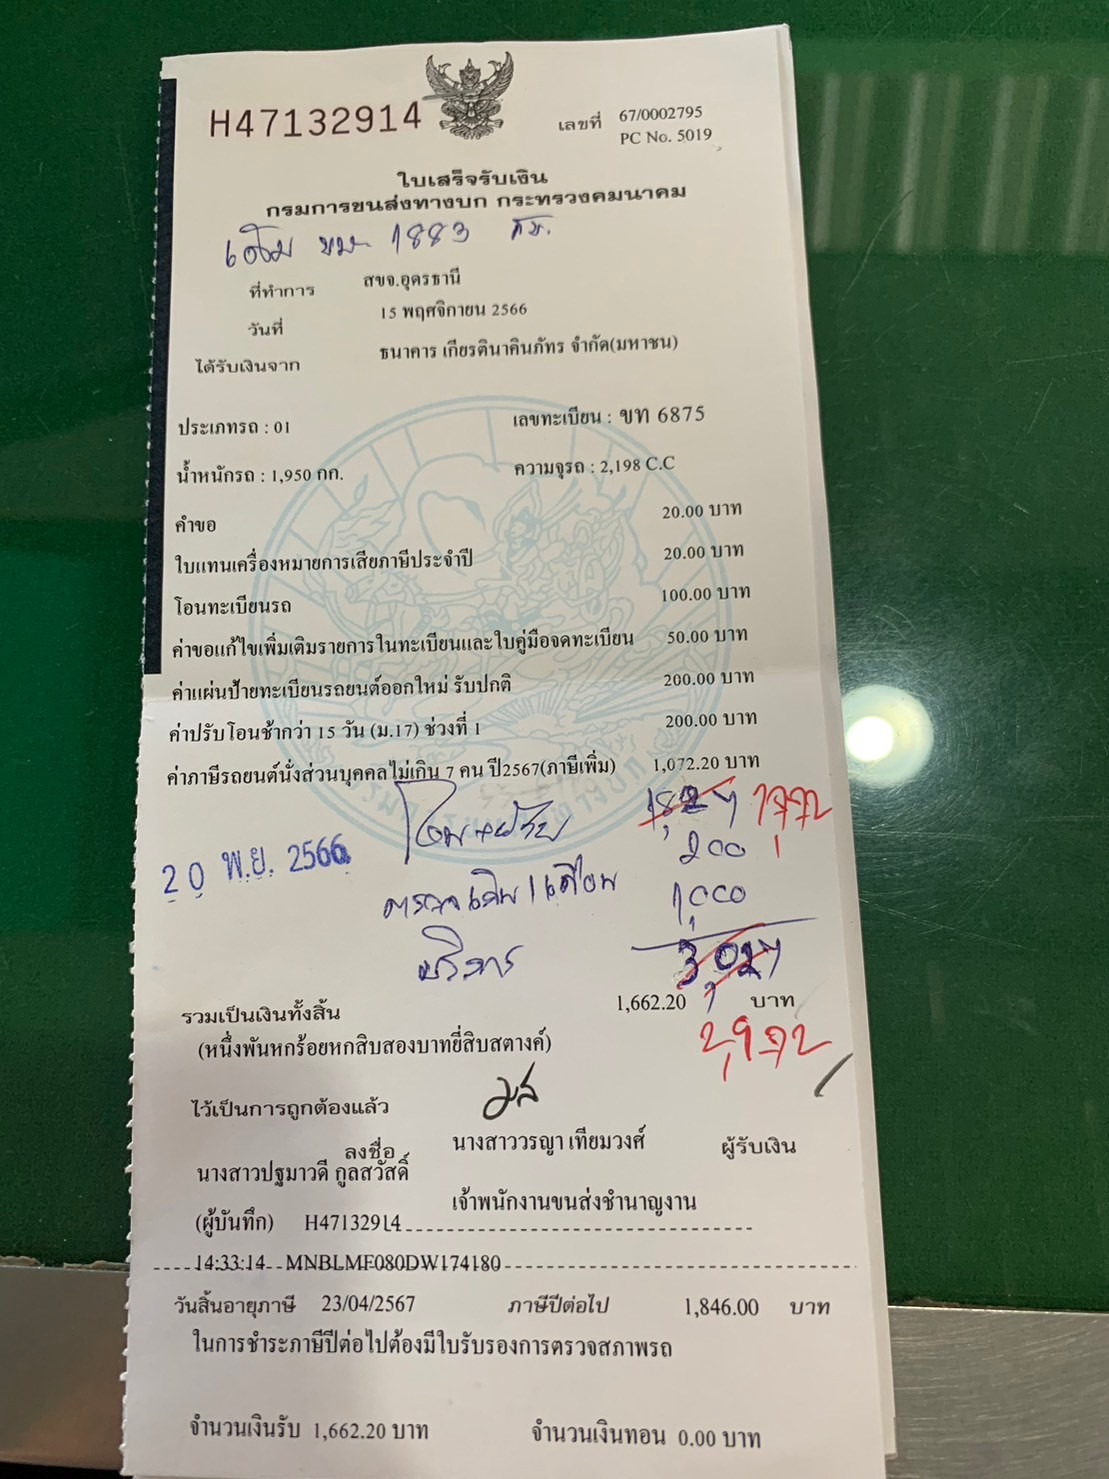 H47132914
เลขที่ 67/0002795
PC No. 5019
ใบเสร็จรับเงิน
กรมการขนส่งทางบก กระทรวงคมนาคม
เดิม ขมะ 1883 กข.
ที่ทำการ สขจ.อุดรธานี
วันที่ 15 พฤศจิกายน 2566
ได้รับเงินจาก ธนาคาร เกียรตินาคินภัทร จำกัด(มหาชน)
ประเภทรถ : 01 เลขทะเบียน : ขท 6875
น้ำหนักรถ : 1,950 กก. ความจุรถ : 2,198 C.C
คำขอ 20.00 บาท
ใบแทนเครื่องหมายการเสียภาษีประจำปี 20.00 บาท
โอนทะเบียนรถ 100.00 บาท
ค่าขอแก้ไขเพิ่มเติมรายการในทะเบียนและใบคู่มือจดทะเบียน 50.00 บาท
ค่าแผ่นป้ายทะเบียนรถยนต์ออกใหม่ รับปกติ 200.00 บาท
ค่าปรับโอนช้ากว่า 15 วัน (ม.17) ช่วงที่ 1 200.00 บาท
ค่าภาษีรถยนต์นั่งส่วนบุคคลไม่เกิน 7 คน ปี2567(ภาษีเพิ่ม) 1,072.20 บาท
200
20 พ.ย. 2566
1,000
บริการ
รวมเป็นเงินทั้งสิ้น 1,662.20 บาท
(หนึ่งพันหกร้อยหกสิบสองบาทยี่สิบสตางค์)
ไว้เป็นการถูกต้องแล้ว
ลงชื่อ นางสาววรญา เทียมวงศ์ ผู้รับเงิน
นางสาวปฐมาวดี กูลสวัสดิ์
เจ้าพนักงานขนส่งชำนาญงาน
(ผู้บันทึก) H47132914
14:33:14 MNBLMF080DW174180
วันสิ้นอายุภาษี 23/04/2567 ภาษีปีต่อไป 1,846.00 บาท
ในการชำระภาษีปีต่อไปต้องมีใบรับรองการตรวจสภาพรถ
จำนวนเงินรับ 1,662.20 บาท จำนวนเงินทอน 0.00 บาท